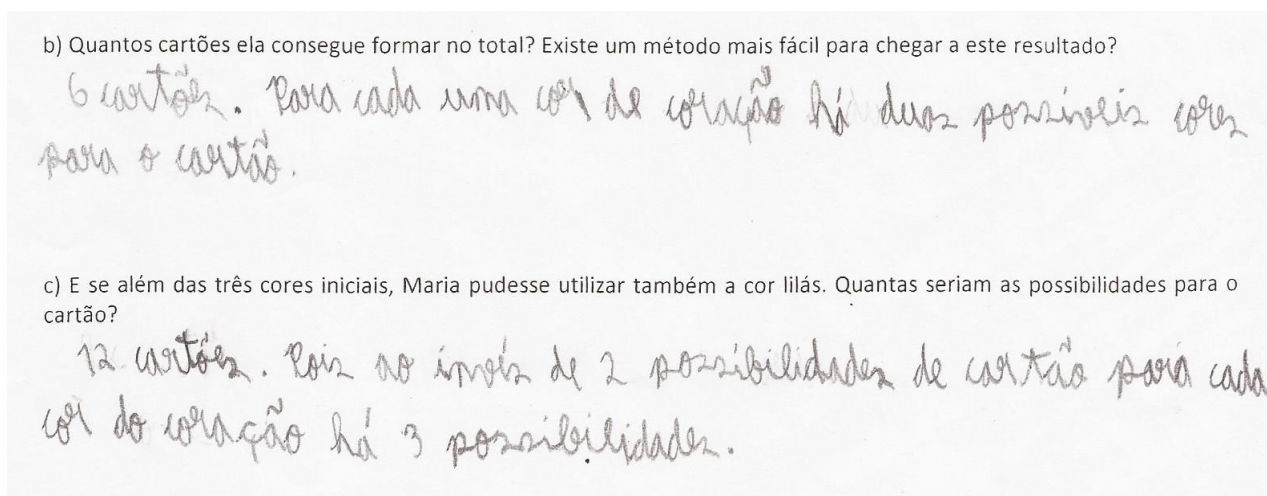 b) Quantos cartões ela consegue formar no total? Existe um método mais fácil para chegar a este resultado?
6 cartões. Para cada uma cor de coração há duas possíveis cores
para o cartão.
c) E se além das três cores iniciais, Maria pudesse utilizar também a cor lilás. Quantas seriam as possibilidades para o
cartão?
12 cartões. Pois ao invés de 2 possibilidades de cartão para cada
cor do coração há 3 possibilidades.